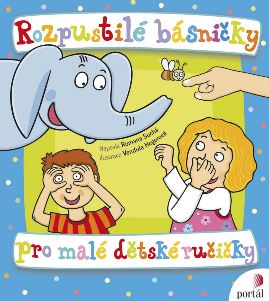 Rozpustilé básničky
Napsala Romana Suchá
Ilustrace Vendula Hegerová
pro malé dětské ručičky
portál